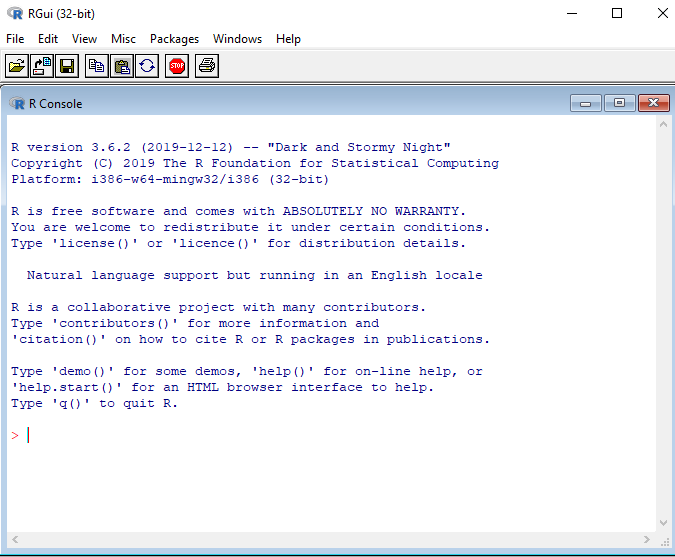 RGui (32-bit)
File Edit View Misc Packages Windows Help
STOP
R Console
R version 3.6.2 (2019-12-12) -- "Dark and Stormy Night"
Copyright (C) 2019 The R Foundation for Statistical Computing
Platform: i386-w64-mingw32/i386 (32-bit)
R is free software and comes with ABSOLUTELY NO WARRANTY.
You are welcome to redistribute it under certain conditions.
Type 'license()' or 'licence()' for distribution details.
Natural language support but running in an English locale
R is a collaborative project with many contributors.
Type 'contributors()' for more information and
'citation()' on how to cite R or R packages in publications.
Type 'demo()' for some demos, 'help()' for on-line help, or
'help.start()' for an HTML browser interface to help.
Type 'q()' to quit R.
>